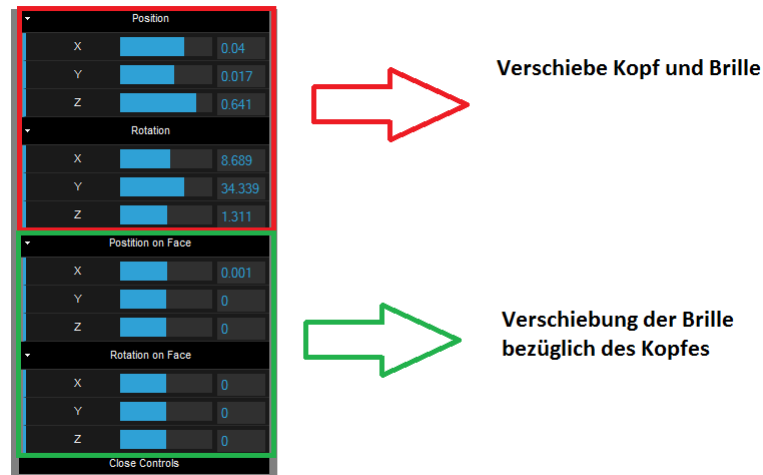 Position
X 0.04
Y 0.017
Z 0.641
Rotation
X 8.689
Y 34.339
Z 1.311
Verschiebe Kopf und Brille
Postition on Face
X 0.001
Y 0
Z 0
Rotation on Face
X 0
Y 0
Z 0
Close Controls
Verschiebung der Brille
bezüglich des Kopfes